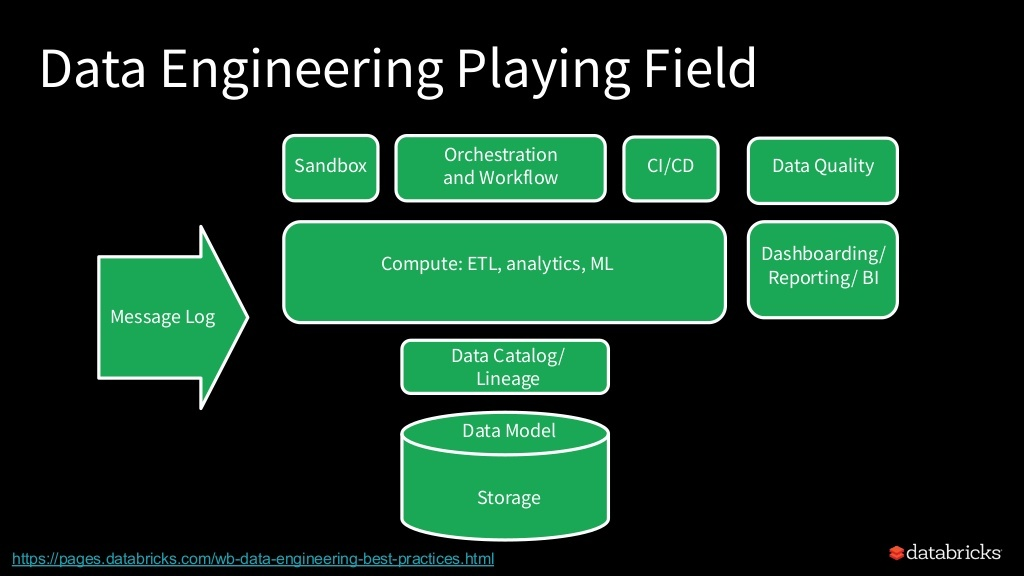 Data Engineering Playing Field
Sandbox
Orchestration
and Workflow
CI/CD
Data Quality
Compute: ETL, analytics, ML
Dashboarding/
Reporting/ BI
Message Log
Data Catalog/
Lineage
Data Model
Storage
https://pages.databricks.com/wb-data-engineering-best-practices.html
databricks